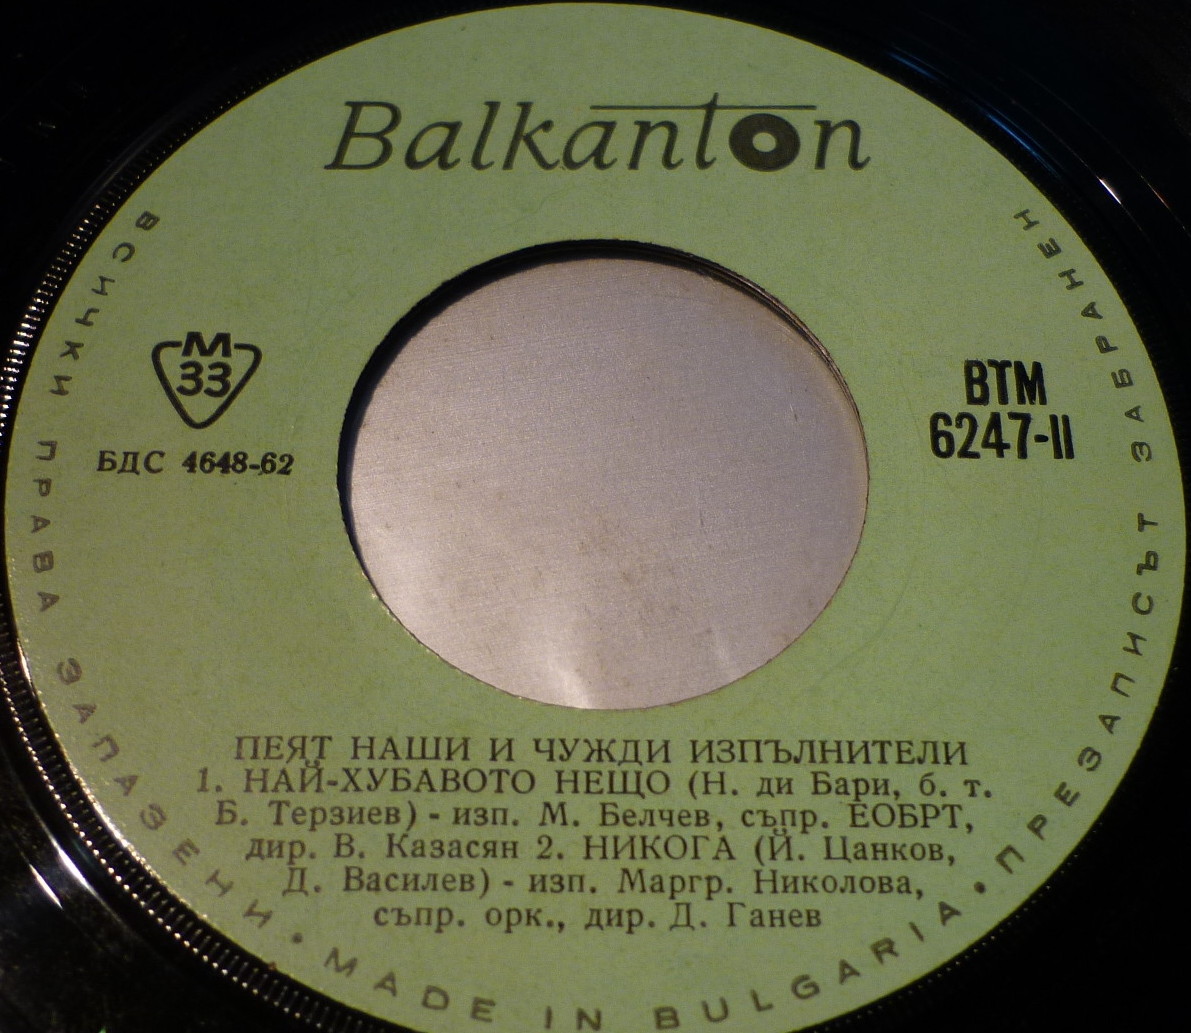 Balkanton
М
33
БДС 4648-62
ВТМ
6247-II
ПЕЯТ НАШИ И ЧУЖДИ ИЗПЪЛНИТЕЛИ
1. НАЙ-ХУБАВОТО НЕЩО (Н. ди Бари, б. т.
Б. Терзиев) - изп. М. Белчев, съпр. ЕОБРТ,
дир. В. Казасян 2. НИКОГА (Й. Цанков,
Д. Василев) - изп. Маргр. Николова,
съпр. орк., дир. Д. Ганев
ВСИЧКИ ПРАВА ЗАПАЗЕНИ • MADE IN BULGARIA • ПРЕЗАПИСЪТ ЗАБРАНЕН